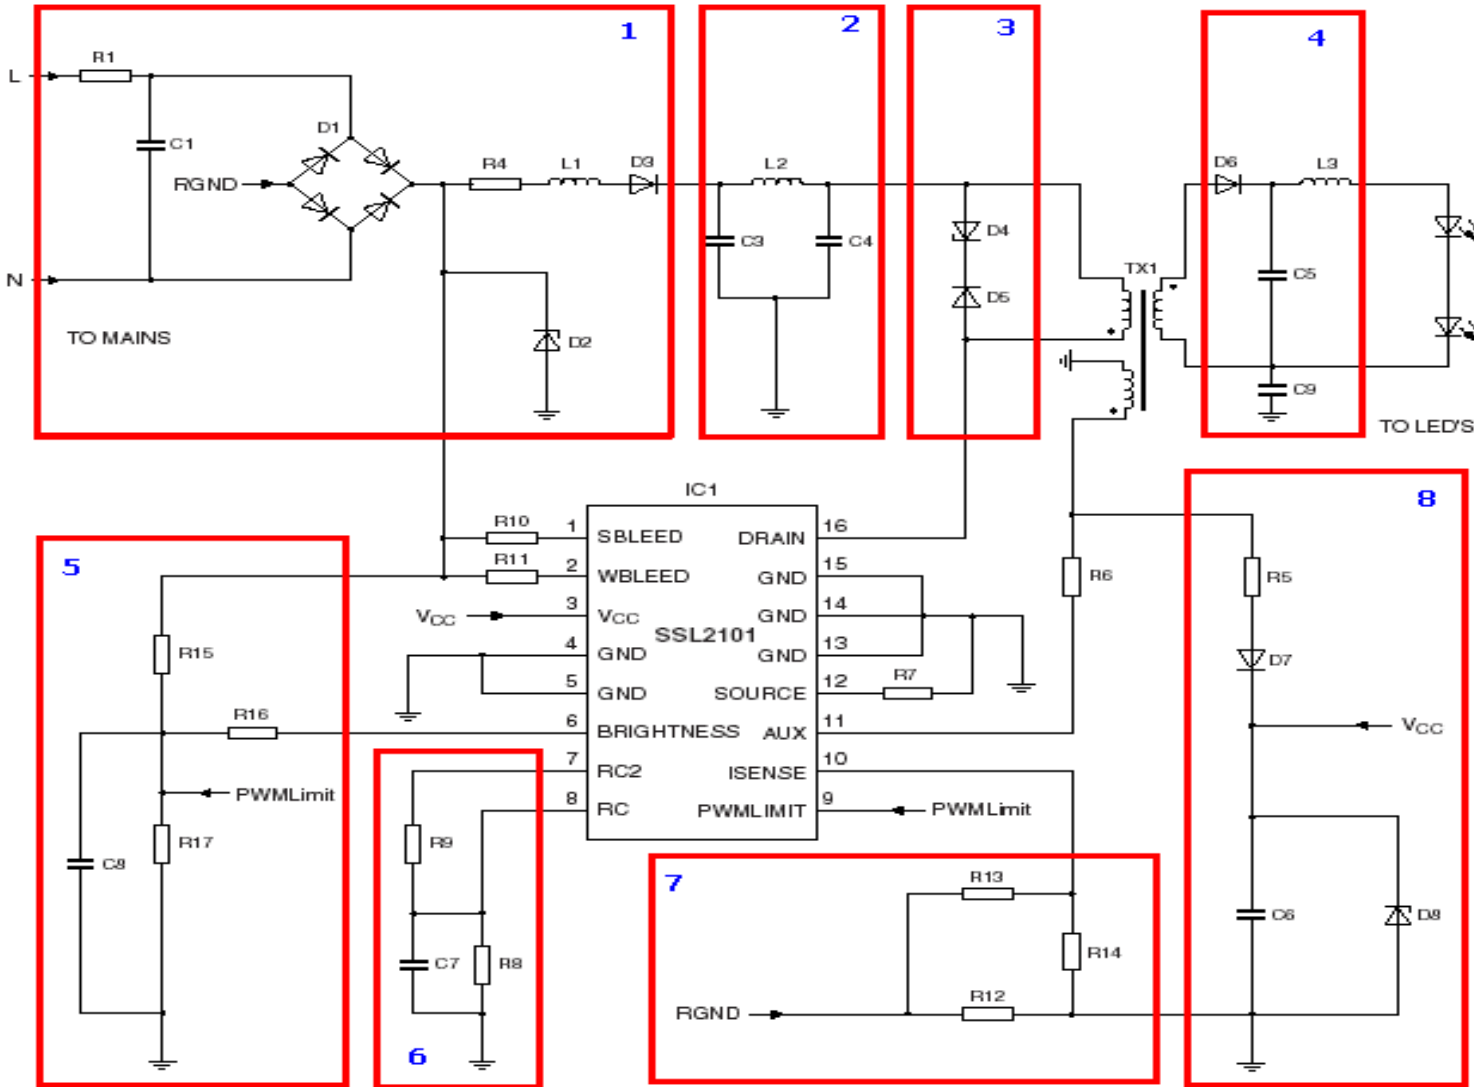 1
2
3
4
R1
L
C1
D1
RGND
R4
L1
D3
L2
C3
C4
D4
D5
TX1
D6
L3
C5
C9
N
TO MAINS
D2
TO LED'S
IC1
5
R10
1
SBLEED
DRAIN
16
R11
2
WBLEED
GND
15
VCC
3
VCC
GND
14
SSL2101
4
GND
GND
13
5
GND
SOURCE
12
R7
R15
R16
6
BRIGHTNESS
AUX
11
7
RC2
ISENSE
10
8
RC
PWMLIMIT
9
PWMLimit
PWMLimit
R17
C8
R9
C7
R8
6
7
R13
R14
R12
RGND
8
R6
R5
D7
VCC
C6
D8